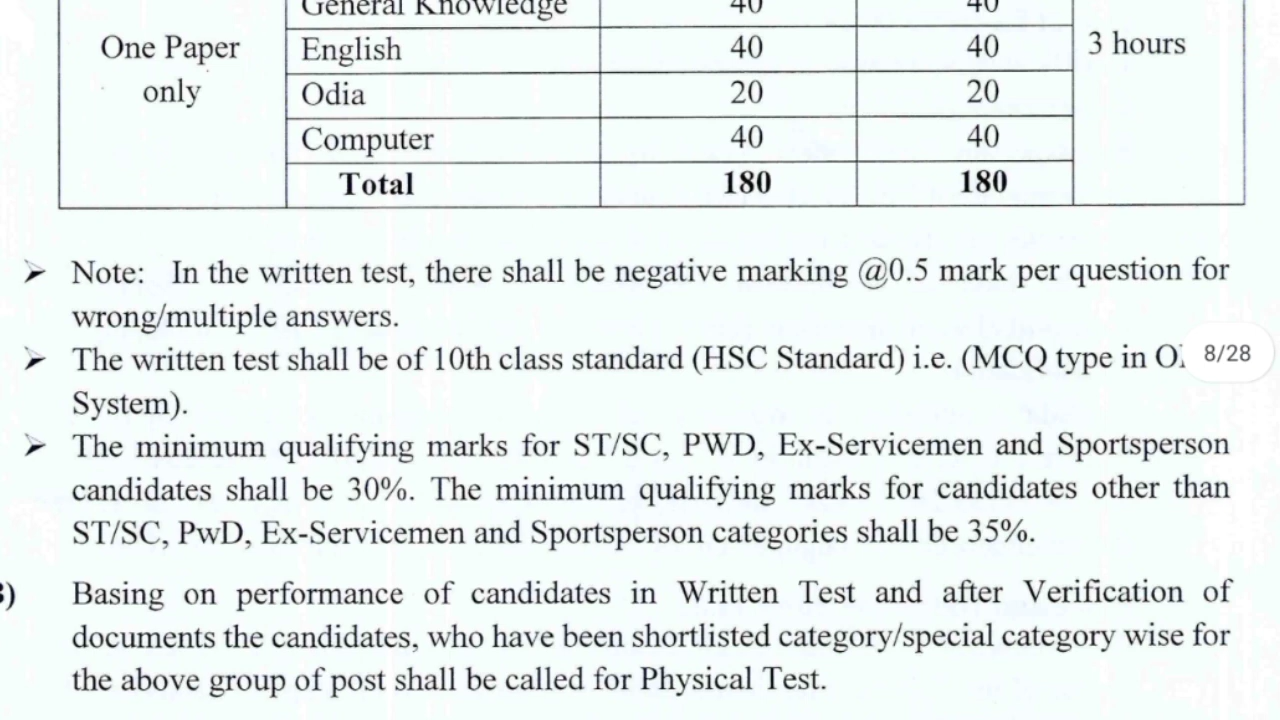 General Knowledge 40 40
One Paper only English 40 40 3 hours
Odia 20 20
Computer 40 40
Total 180 180
➢ Note: In the written test, there shall be negative marking @0.5 mark per question for
wrong/multiple answers.
➢ The written test shall be of 10th class standard (HSC Standard) i.e. (MCQ type in
8/28
System).
➢ The minimum qualifying marks for ST/SC, PWD, Ex-Servicemen and Sportsperson
candidates shall be 30%. The minimum qualifying marks for candidates other than
ST/SC, PwD, Ex-Servicemen and Sportsperson categories shall be 35%.
Basing on performance of candidates in Written Test and after Verification of
documents the candidates, who have been shortlisted category/special category wise for
the above group of post shall be called for Physical Test.